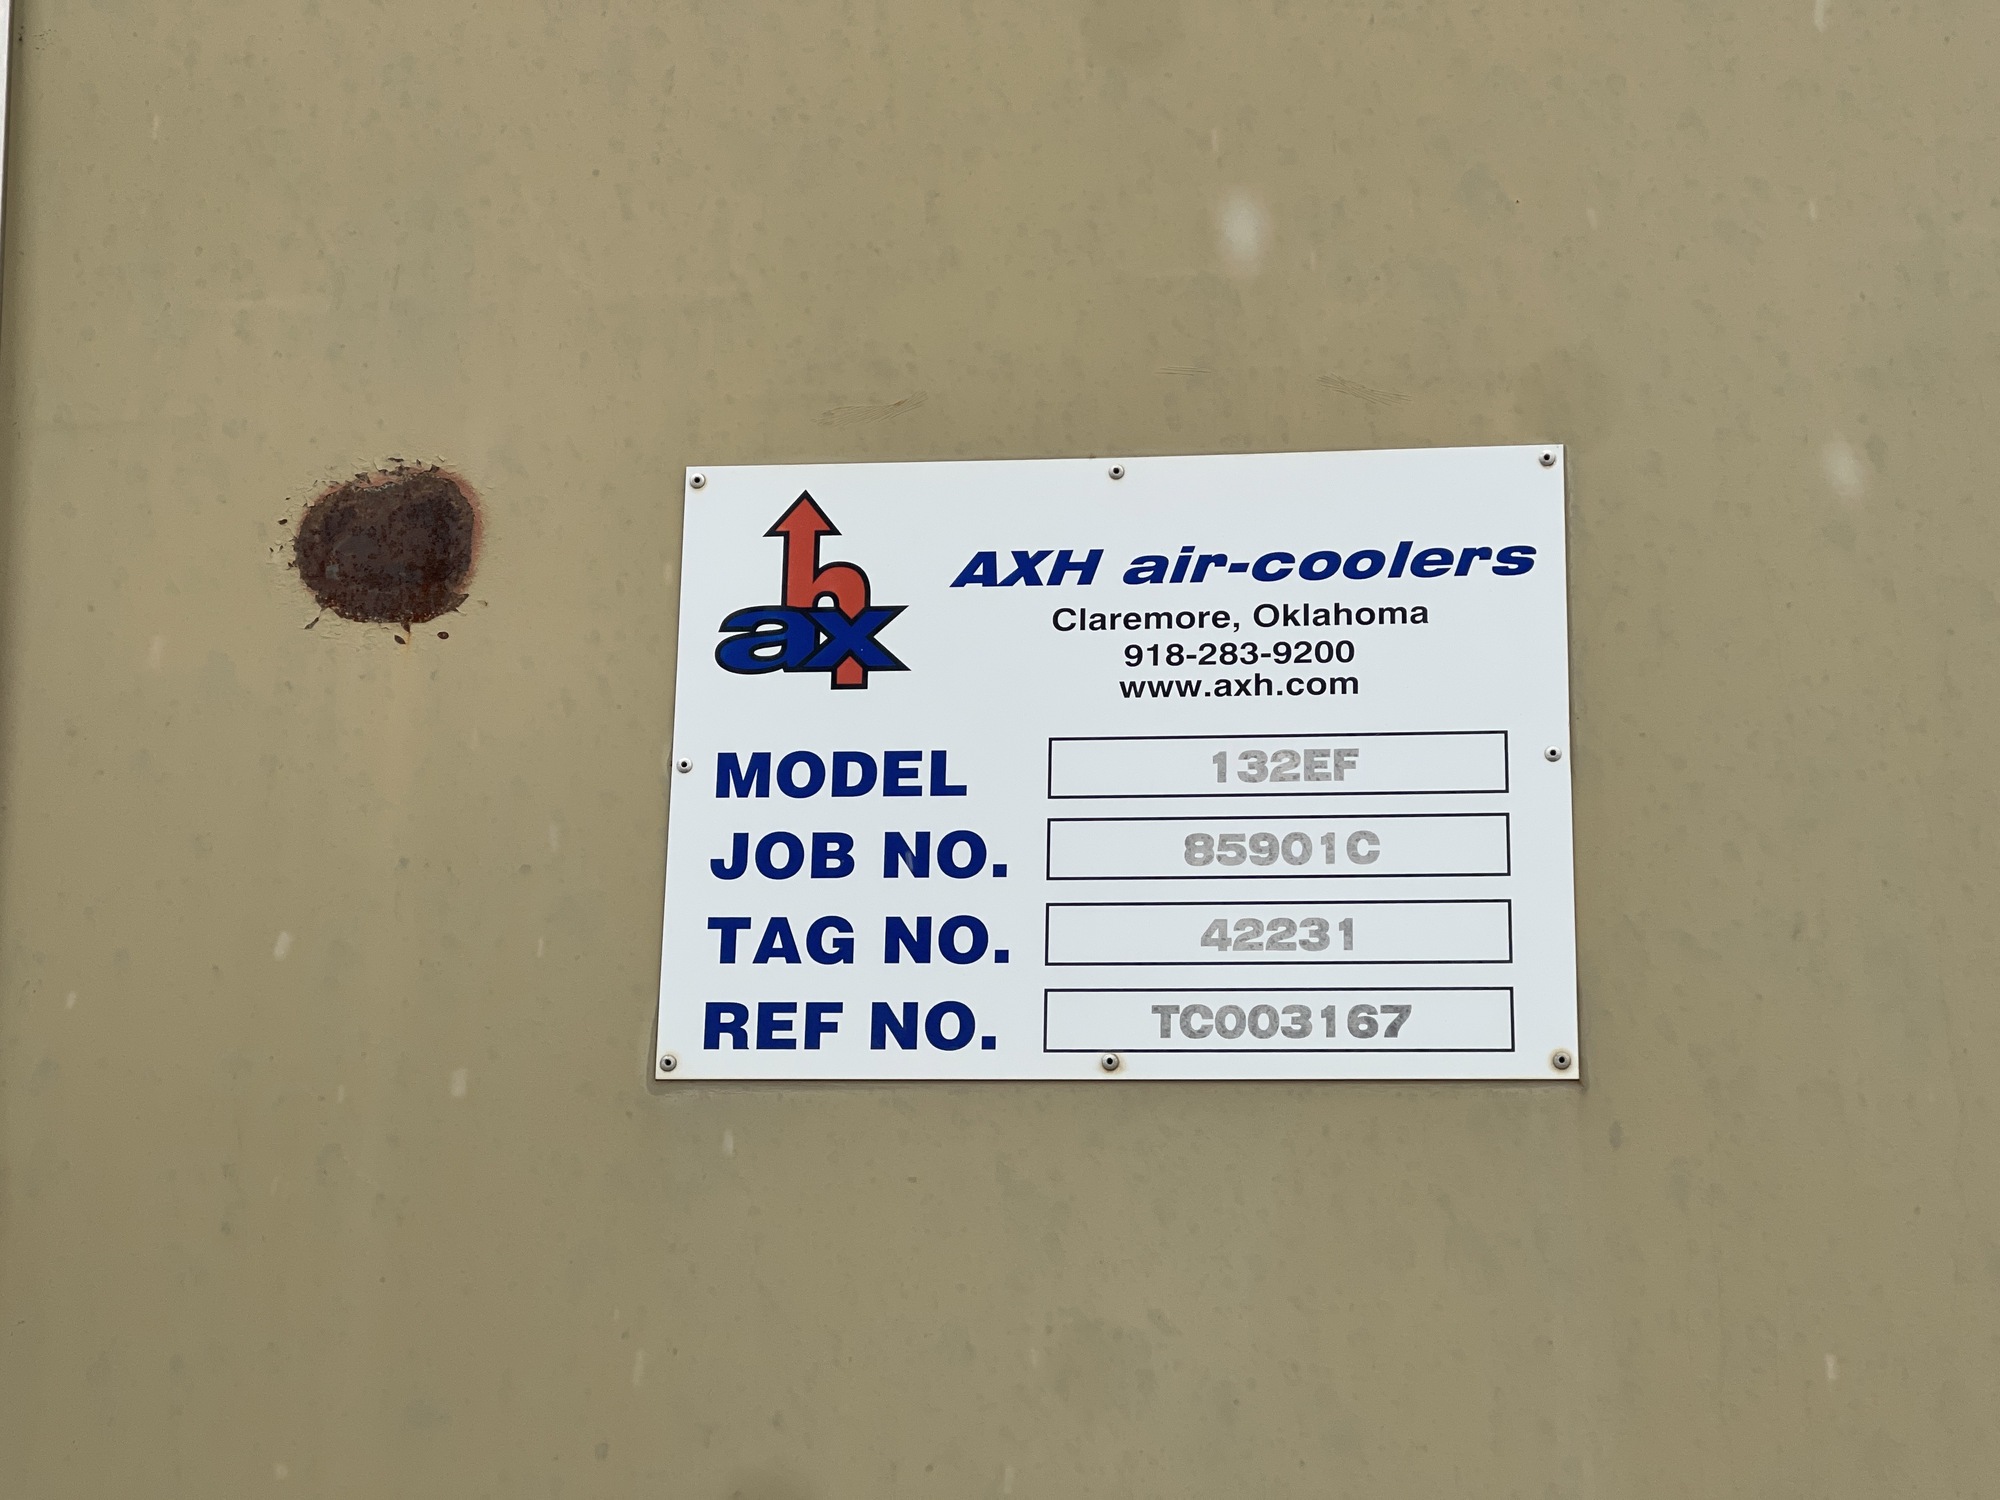 axh
AXH air-coolers
Claremore, Oklahoma
918-283-9200
www.axh.com
MODEL 132EF
JOB NO. 85901C
TAG NO. 42231
REF NO. TC003167